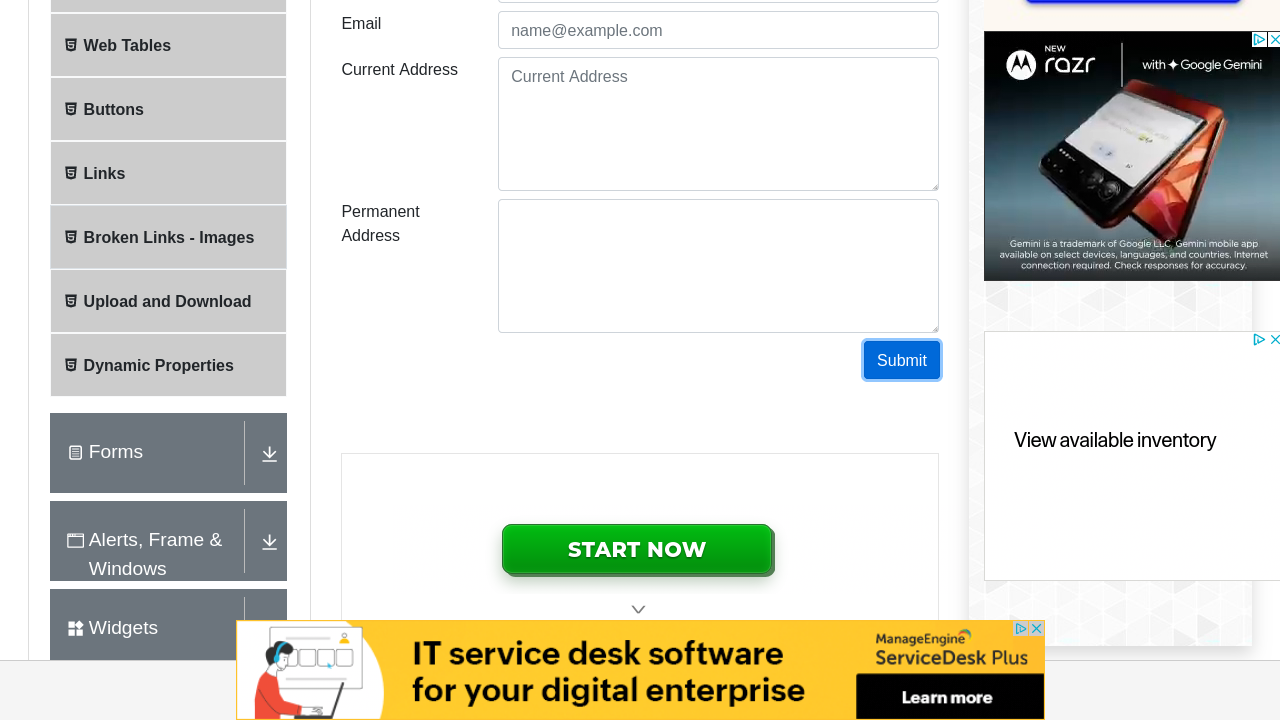 Web Tables
Buttons
Links
Broken Links - Images
Upload and Download
Dynamic Properties
Forms
Alerts, Frame &
Windows
Widgets
Email
name@example.com
Current Address
Current Address
Permanent
Address
Submit
START NOW
NEW
razr
with Google Gemini
Gemini is a trademark of Google LLC. Gemini mobile app
available on select devices, languages, and countries. Internet
connection required. Check responses for accuracy.
View available inventory
IT service desk software
for your digital enterprise
ManageEngine
ServiceDesk Plus
Learn more